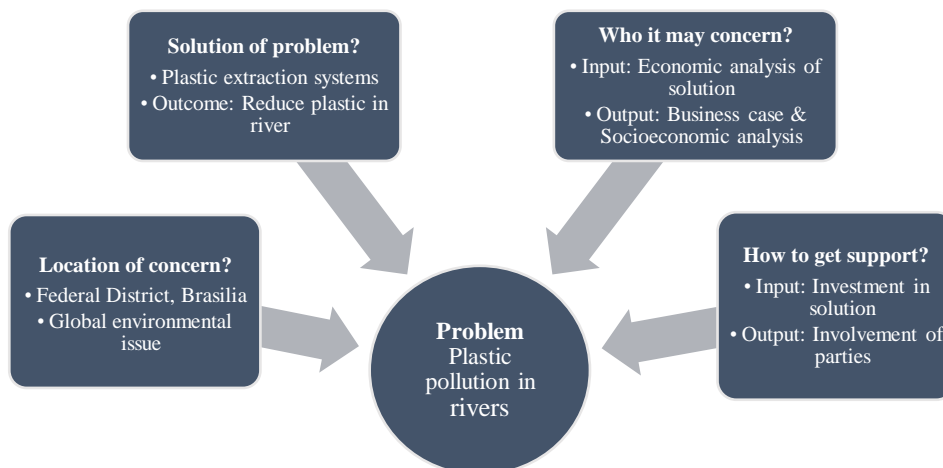 Solution of problem?
• Plastic extraction systems
• Outcome: Reduce plastic in
river
Who it may concern?
• Input: Economic analysis of
solution
• Output: Business case &
Socioeconomic analysis
Location of concern?
• Federal District, Brasilia
• Global environmental
issue
How to get support?
• Input: Investment in
solution
• Output: Involvement of
parties
Problem
Plastic
pollution in
rivers